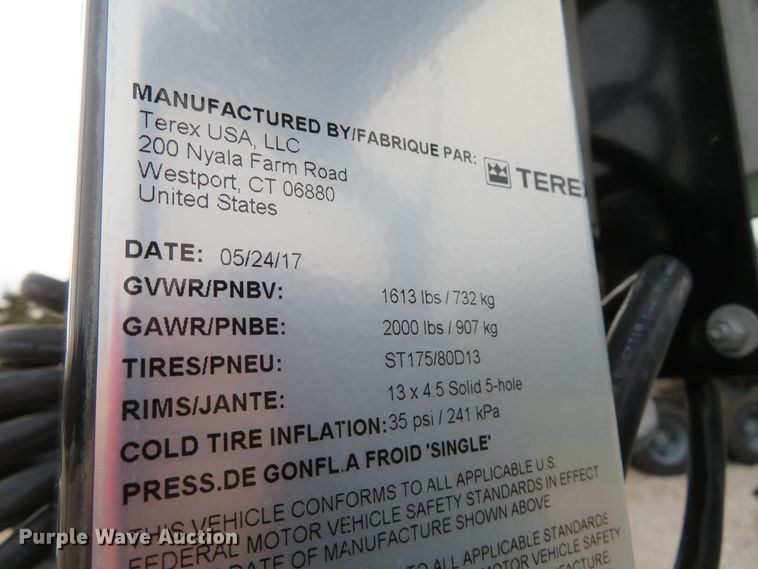 MANUFACTURED BY/FABRIQUE PAR:
Terex USA, LLC
200 Nyala Farm Road
Westport, CT 06880
United States
TEREX
DATE: 05/24/17
GVWR/PNBV: 1613 lbs / 732 kg
GAWR/PNBE: 2000 lbs / 907 kg
TIRES/PNEU: ST175/80D13
RIMS/JANTE: 13 x 4.5 Solid 5-hole
COLD TIRE INFLATION: 35 psi / 241 kPa
PRESS.DE GONFL.A FROID 'SINGLE'
THIS VEHICLE CONFORMS TO ALL APPLICABLE U.S.
FEDERAL MOTOR VEHICLE SAFETY STANDARDS IN EFFECT
DATE OF MANUFACTURE SHOWN ABOVE
TO ALL APPLICABLE STANDARDS
VEHICLE SAFETY
Purple Wave Auction